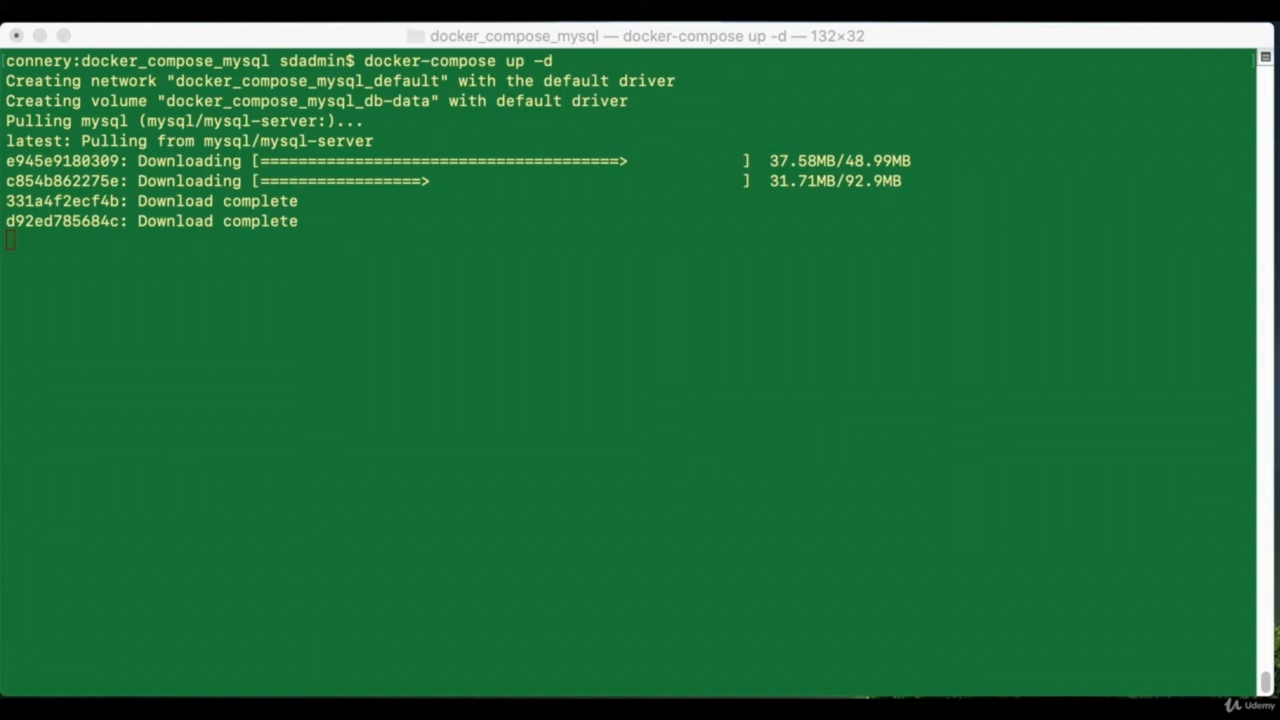 docker_compose_mysql — docker-compose up -d — 132×32
[connery:docker_compose_mysql sdadmin$ docker-compose up -d ]
Creating network "docker_compose_mysql_default" with the default driver
Creating volume "docker_compose_mysql_db-data" with default driver
Pulling mysql (mysql/mysql-server:)...
latest: Pulling from mysql/mysql-server
e945e9180309: Downloading [======================================>            ]  37.58MB/48.99MB
c854b862275e: Downloading [=================>                                 ]  31.71MB/92.9MB
331a4f2ecf4b: Download complete
d92ed785684c: Download complete
Udemy